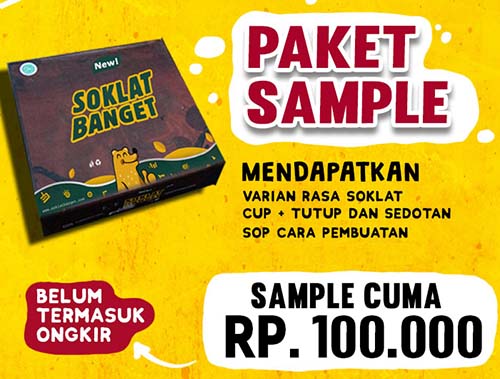 PAKET
SAMPLE
New!
SOKLAT
BANGET
MENDAPATKAN
VARIAN RASA SOKLAT
CUP + TUTUP DAN SEDOTAN
SOP CARA PEMBUATAN
BELUM
TERMASUK
ONGKIR
SAMPLE CUMA
RP. 100.000